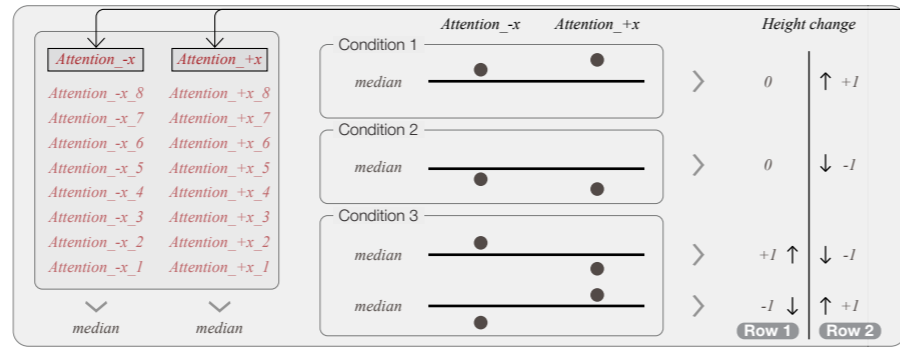 Attention_-x Attention_+x Height change
Attention_-x Attention_+x
Attention_-x_8 Attention_+x_8
Attention_-x_7 Attention_+x_7
Attention_-x_6 Attention_+x_6
Attention_-x_5 Attention_+x_5
Attention_-x_4 Attention_+x_4
Attention_-x_3 Attention_+x_3
Attention_-x_2 Attention_+x_2
Attention_-x_1 Attention_+x_1
median median
Condition 1
median 0 ↑ +1
Condition 2
median 0 ↓ -1
Condition 3
median +1 ↑ ↓ -1
median -1 ↓ ↑ +1
Row 1 Row 2